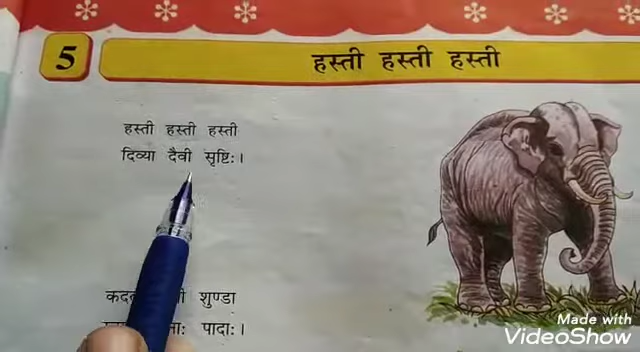 5
हस्ती हस्ती हस्ती
हस्ती हस्ती हस्ती
दिव्या दैवी सृष्टिः।
शुण्डा
पादाः।
Made with
VideoShow